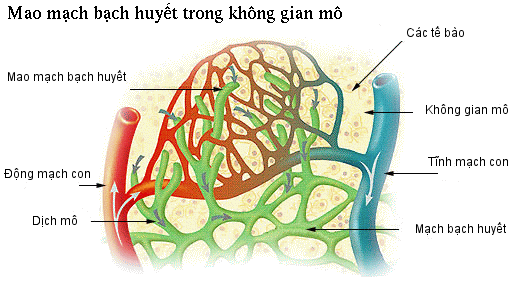 Mao mạch bạch huyết trong không gian mô
Các tế bào
Mao mạch bạch huyết
Không gian mô
Động mạch con
Tĩnh mạch con
Dịch mô
Mạch bạch huyết